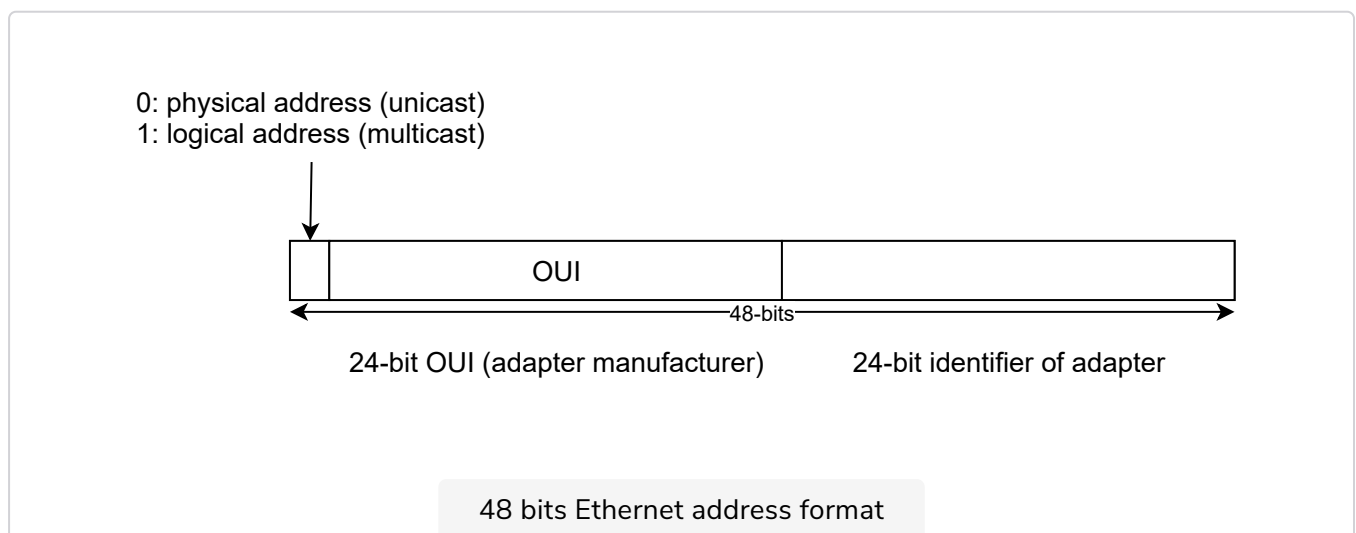 0: physical address (unicast)
1: logical address (multicast)
OUI
48-bits
24-bit OUI (adapter manufacturer)
24-bit identifier of adapter
48 bits Ethernet address format